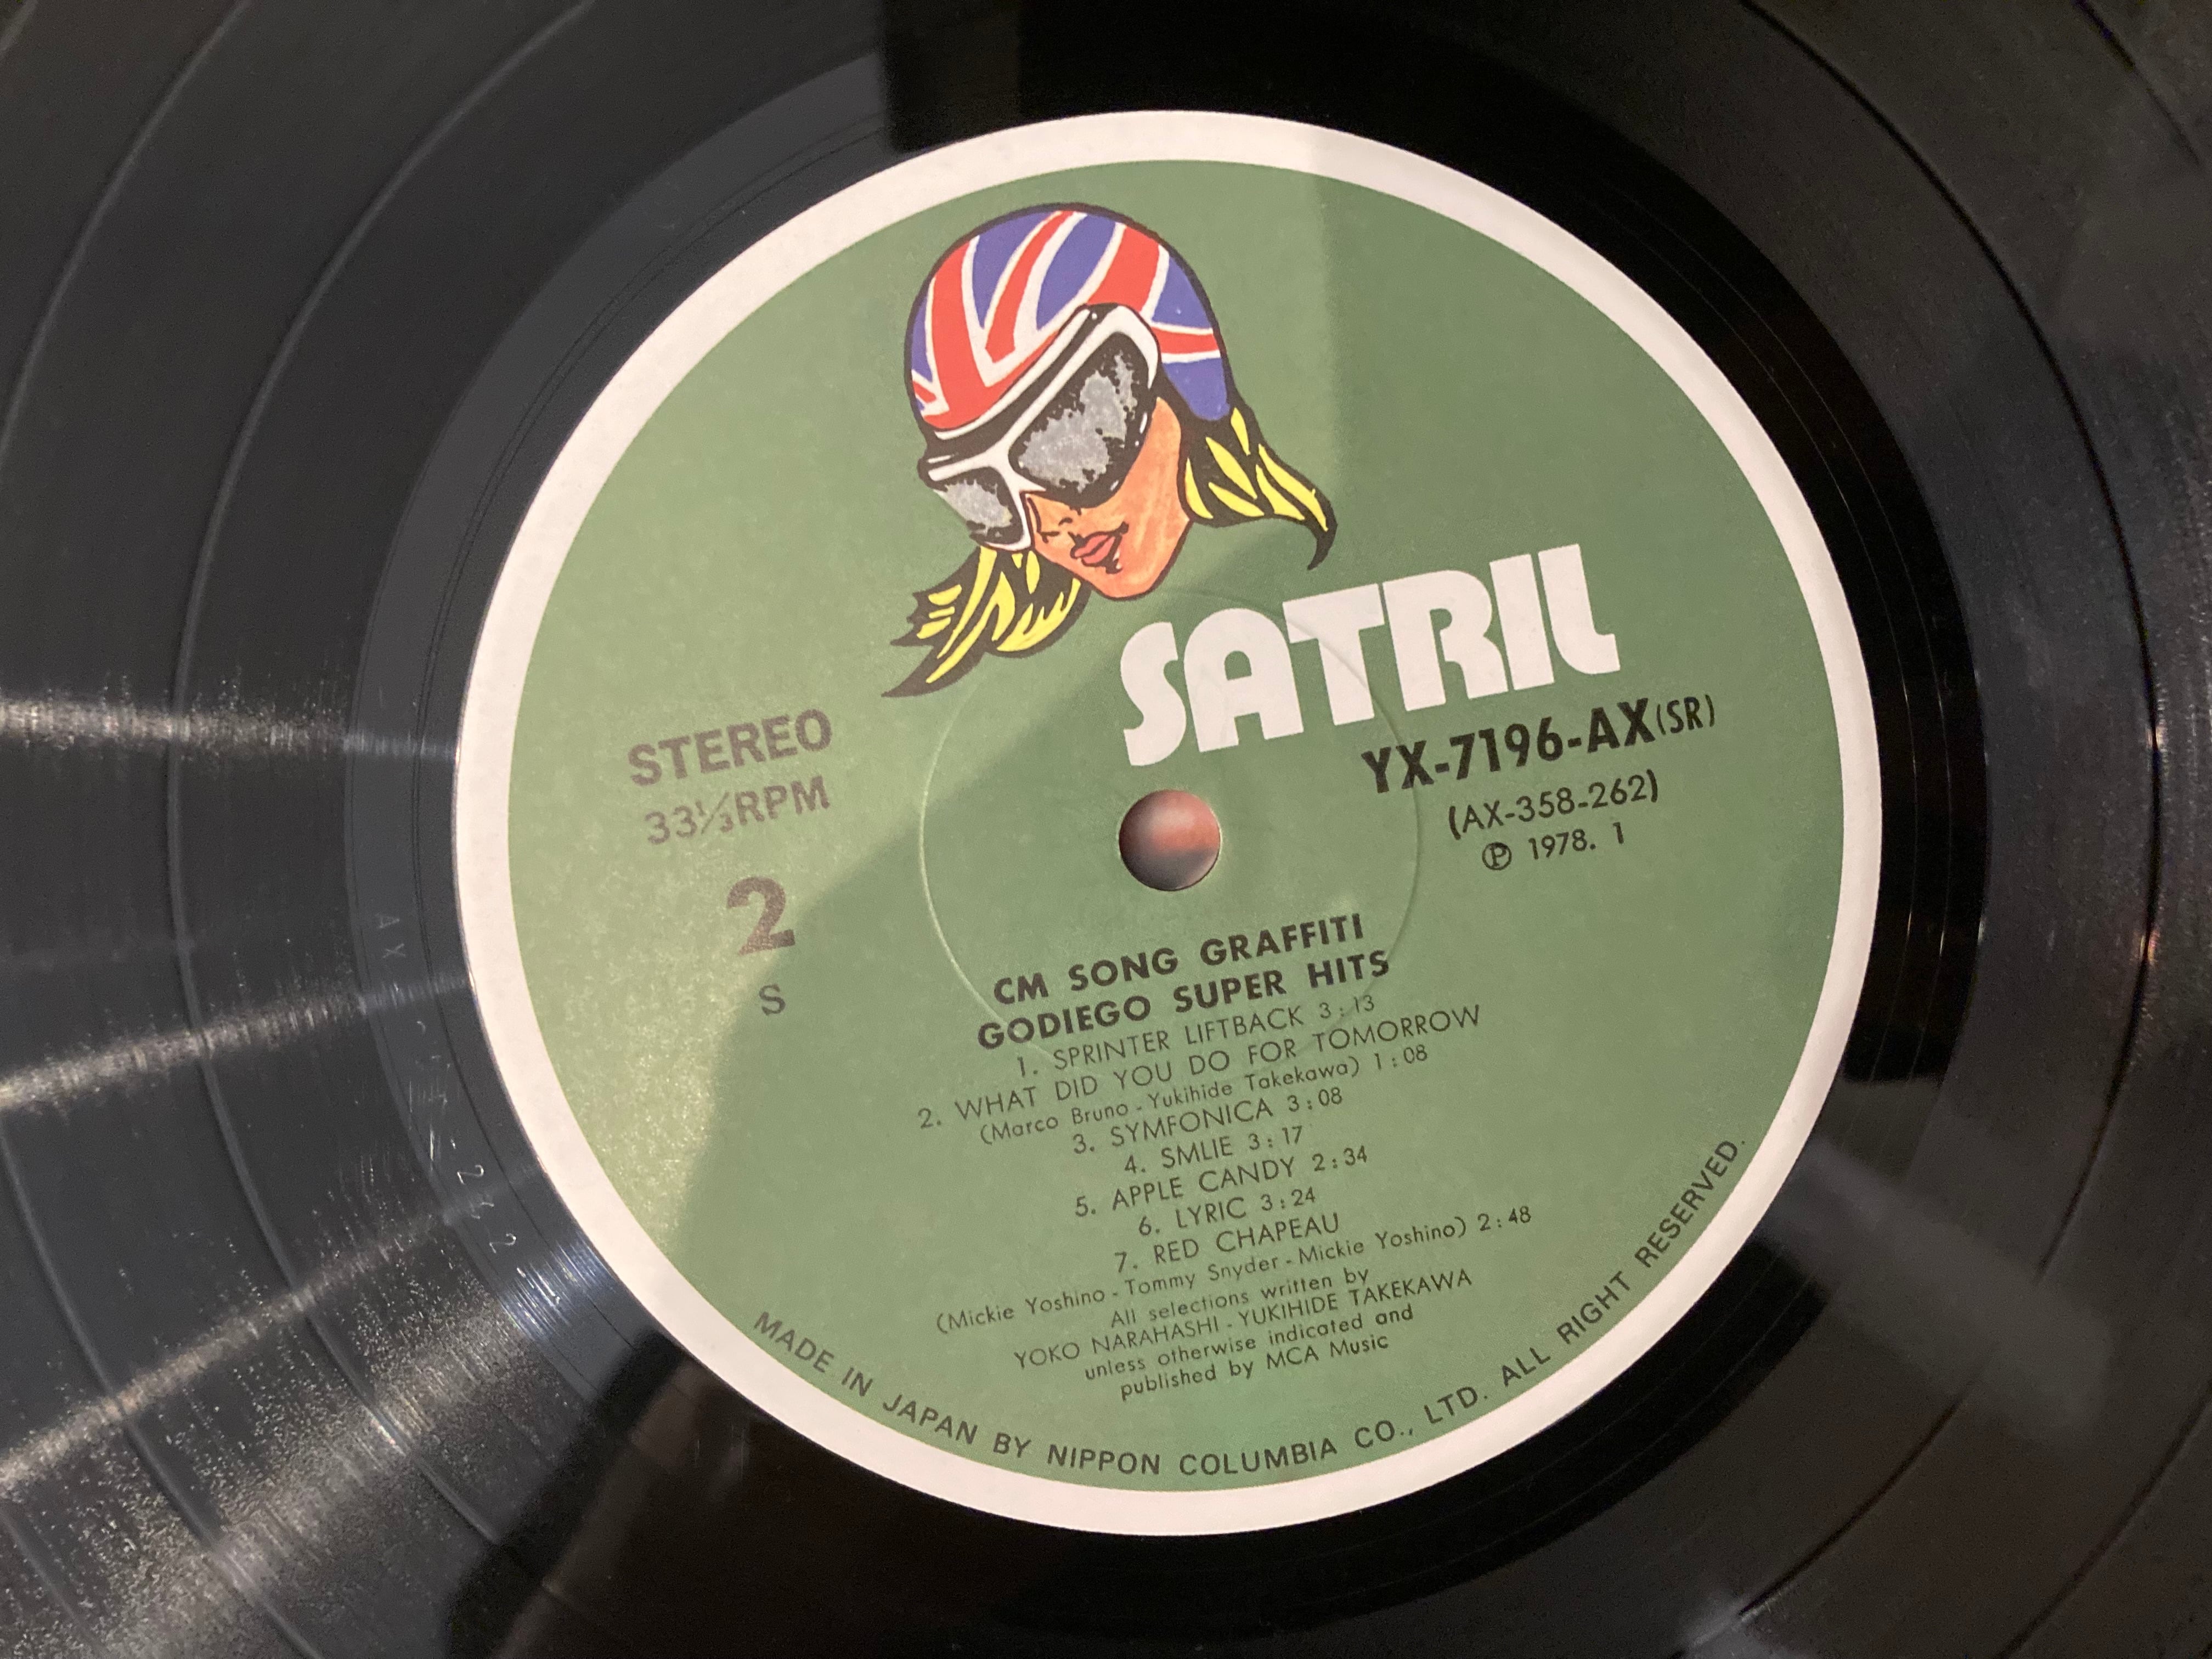 SATRIL
STEREO
33⅓RPM
2
S
YX-7196-AX(SR)
(AX-358-262)
Ⓟ 1978. 1
CM SONG GRAFFITI
GODIEGO SUPER HITS
1. SPRINTER LIFTBACK 3:13
2. WHAT DID YOU DO FOR TOMORROW
(Marco Bruno-Yukihide Takekawa) 1:08
3. SYMFONICA 3:08
4. SMLIE 3:17
5. APPLE CANDY 2:34
6. LYRIC 3:24
7. RED CHAPEAU
(Mickie Yoshino-Tommy Snyder-Mickie Yoshino) 2:48
All selections written by
YOKO NARAHASHI-YUKIHIDE TAKEKAWA
unless otherwise indicated and
published by MCA Music
MADE IN JAPAN BY NIPPON COLUMBIA CO., LTD. ALL RIGHT RESERVED.